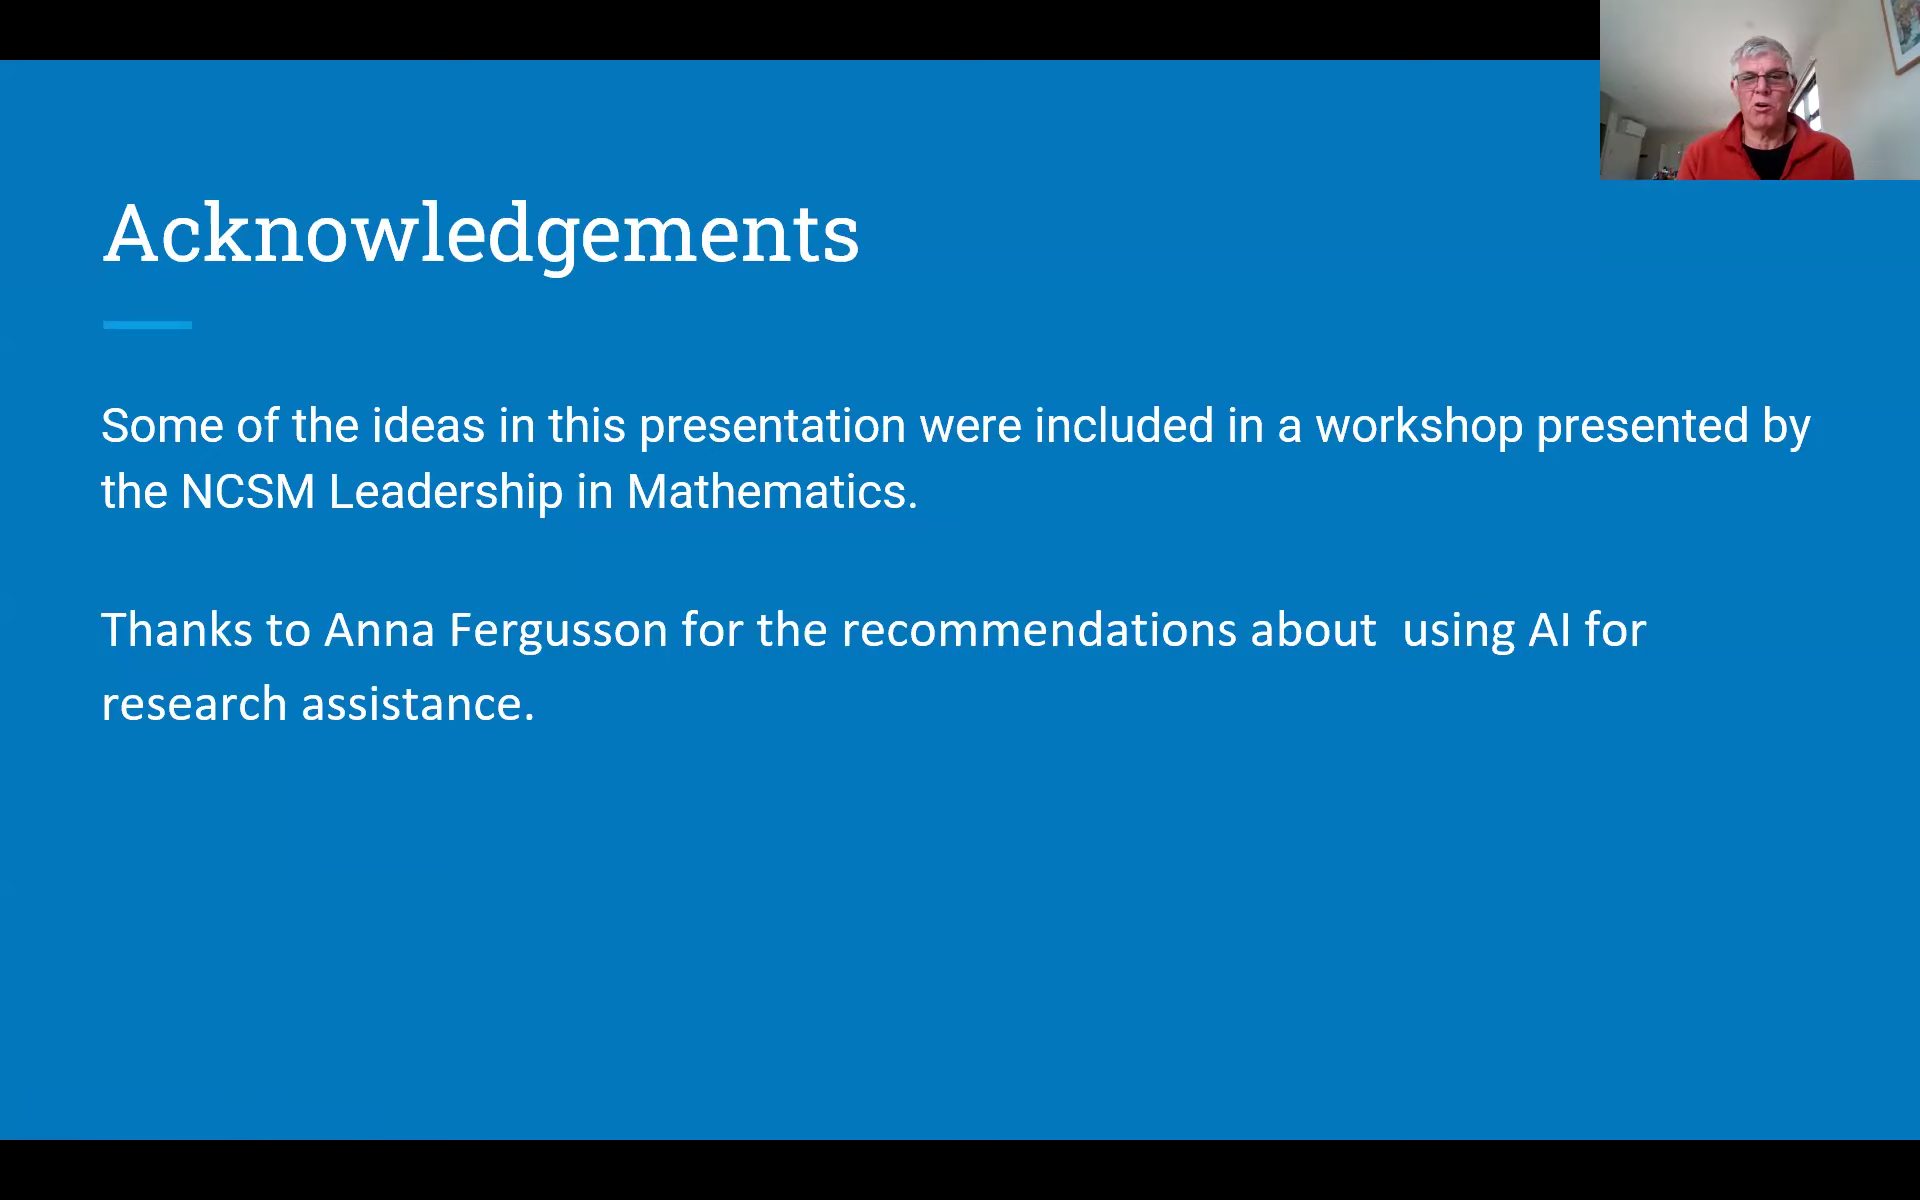 Acknowledgements
Some of the ideas in this presentation were included in a workshop presented by
the NCSM Leadership in Mathematics.
Thanks to Anna Fergusson for the recommendations about  using AI for
research assistance.